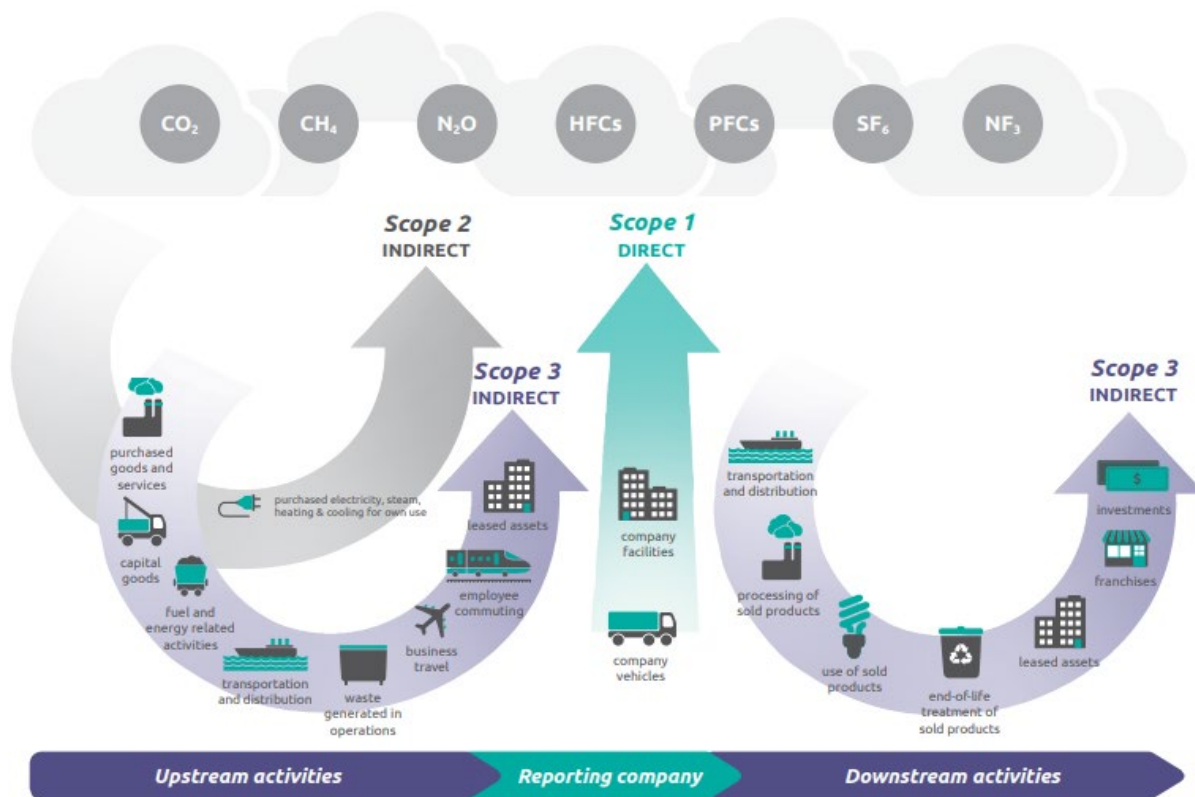 CO₂
CH₄
N₂O
HFCs
PFCs
SF₆
NF₃
Scope 2
INDIRECT
Scope 1
DIRECT
Scope 3
INDIRECT
Scope 3
INDIRECT
purchased
goods and
services
capital
goods
fuel and
energy related
activities
transportation
and distribution
waste
generated in
operations
business
travel
employee
commuting
leased assets
purchased electricity, steam,
heating & cooling for own use
company
facilities
company
vehicles
transportation
and distribution
processing of
sold products
use of sold
products
end-of-life
treatment of
sold products
leased assets
franchises
$
investments
Upstream activities
Reporting company
Downstream activities